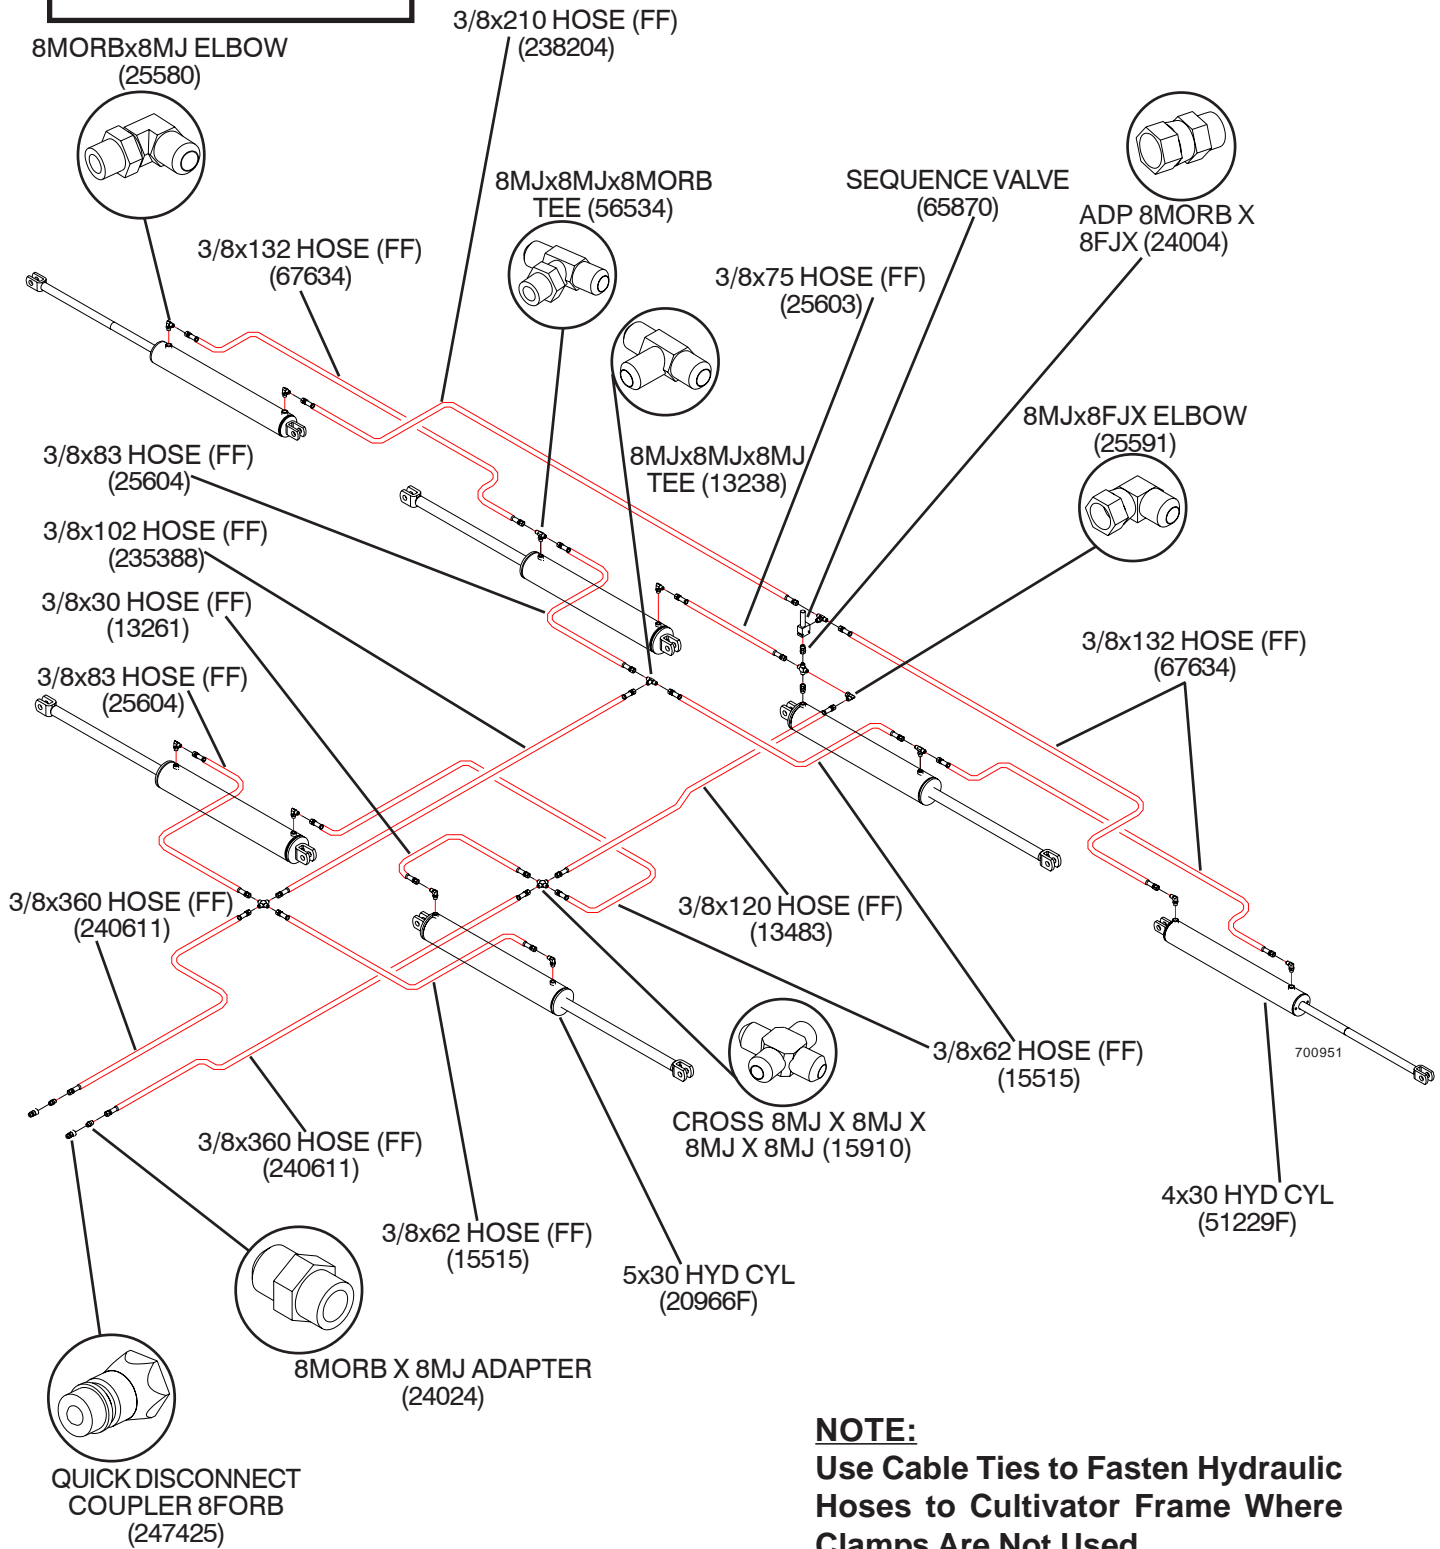 3/8x210 HOSE (FF)
(238204)
8MORBx8MJ ELBOW
(25580)
8MJx8MJx8MORB
TEE (56534)
SEQUENCE VALVE
(65870)
ADP 8MORB X
8FJX (24004)
3/8x132 HOSE (FF)
(67634)
3/8x75 HOSE (FF)
(25603)
8MJx8FJX ELBOW
(25591)
8MJx8MJx8MJ
TEE (13238)
3/8x83 HOSE (FF)
(25604)
3/8x102 HOSE (FF)
(235388)
3/8x30 HOSE (FF)
(13261)
3/8x132 HOSE (FF)
(67634)
3/8x83 HOSE (FF)
(25604)
3/8x360 HOSE (FF)
(240611)
3/8x120 HOSE (FF)
(13483)
3/8x62 HOSE (FF)
(15515)
700951
CROSS 8MJ X 8MJ X
8MJ X 8MJ (15910)
3/8x360 HOSE (FF)
(240611)
4x30 HYD CYL
(51229F)
3/8x62 HOSE (FF)
(15515)
5x30 HYD CYL
(20966F)
8MORB X 8MJ ADAPTER
(24024)
QUICK DISCONNECT
COUPLER 8FORB
(247425)
NOTE:
Use Cable Ties to Fasten Hydraulic
Hoses to Cultivator Frame Where
Clamps Are Not Used